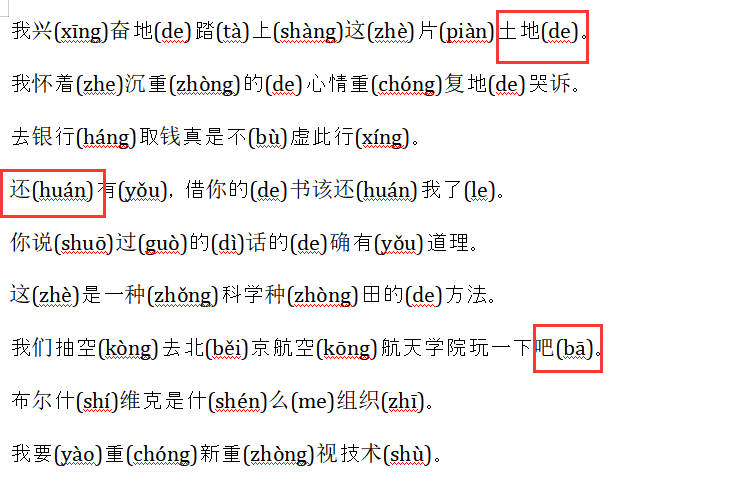 我兴(xīng)奋地(de)踏(tà)上(shàng)这(zhè)片(piàn)土地(de)。
我怀着(zhe)沉重(zhòng)的(de)心情重(chóng)复地(de)哭诉。
去银行(háng)取钱真是不(bù)虚此行(xíng)。
还(huán)有(yǒu)，借你的(de)书该还(huán)我了(le)。
你说(shuō)过(guò)的(dì)话的(de)确有(yǒu)道理。
这(zhè)是一种(zhǒng)科学种(zhòng)田的(de)方法。
我们抽空(kòng)去北(běi)京航空(kōng)航天学院玩一下吧(bā)。
布尔什(shí)维克是什(shén)么(me)组织(zhī)。
我要(yào)重(chóng)新重(zhòng)视技术(shù)。